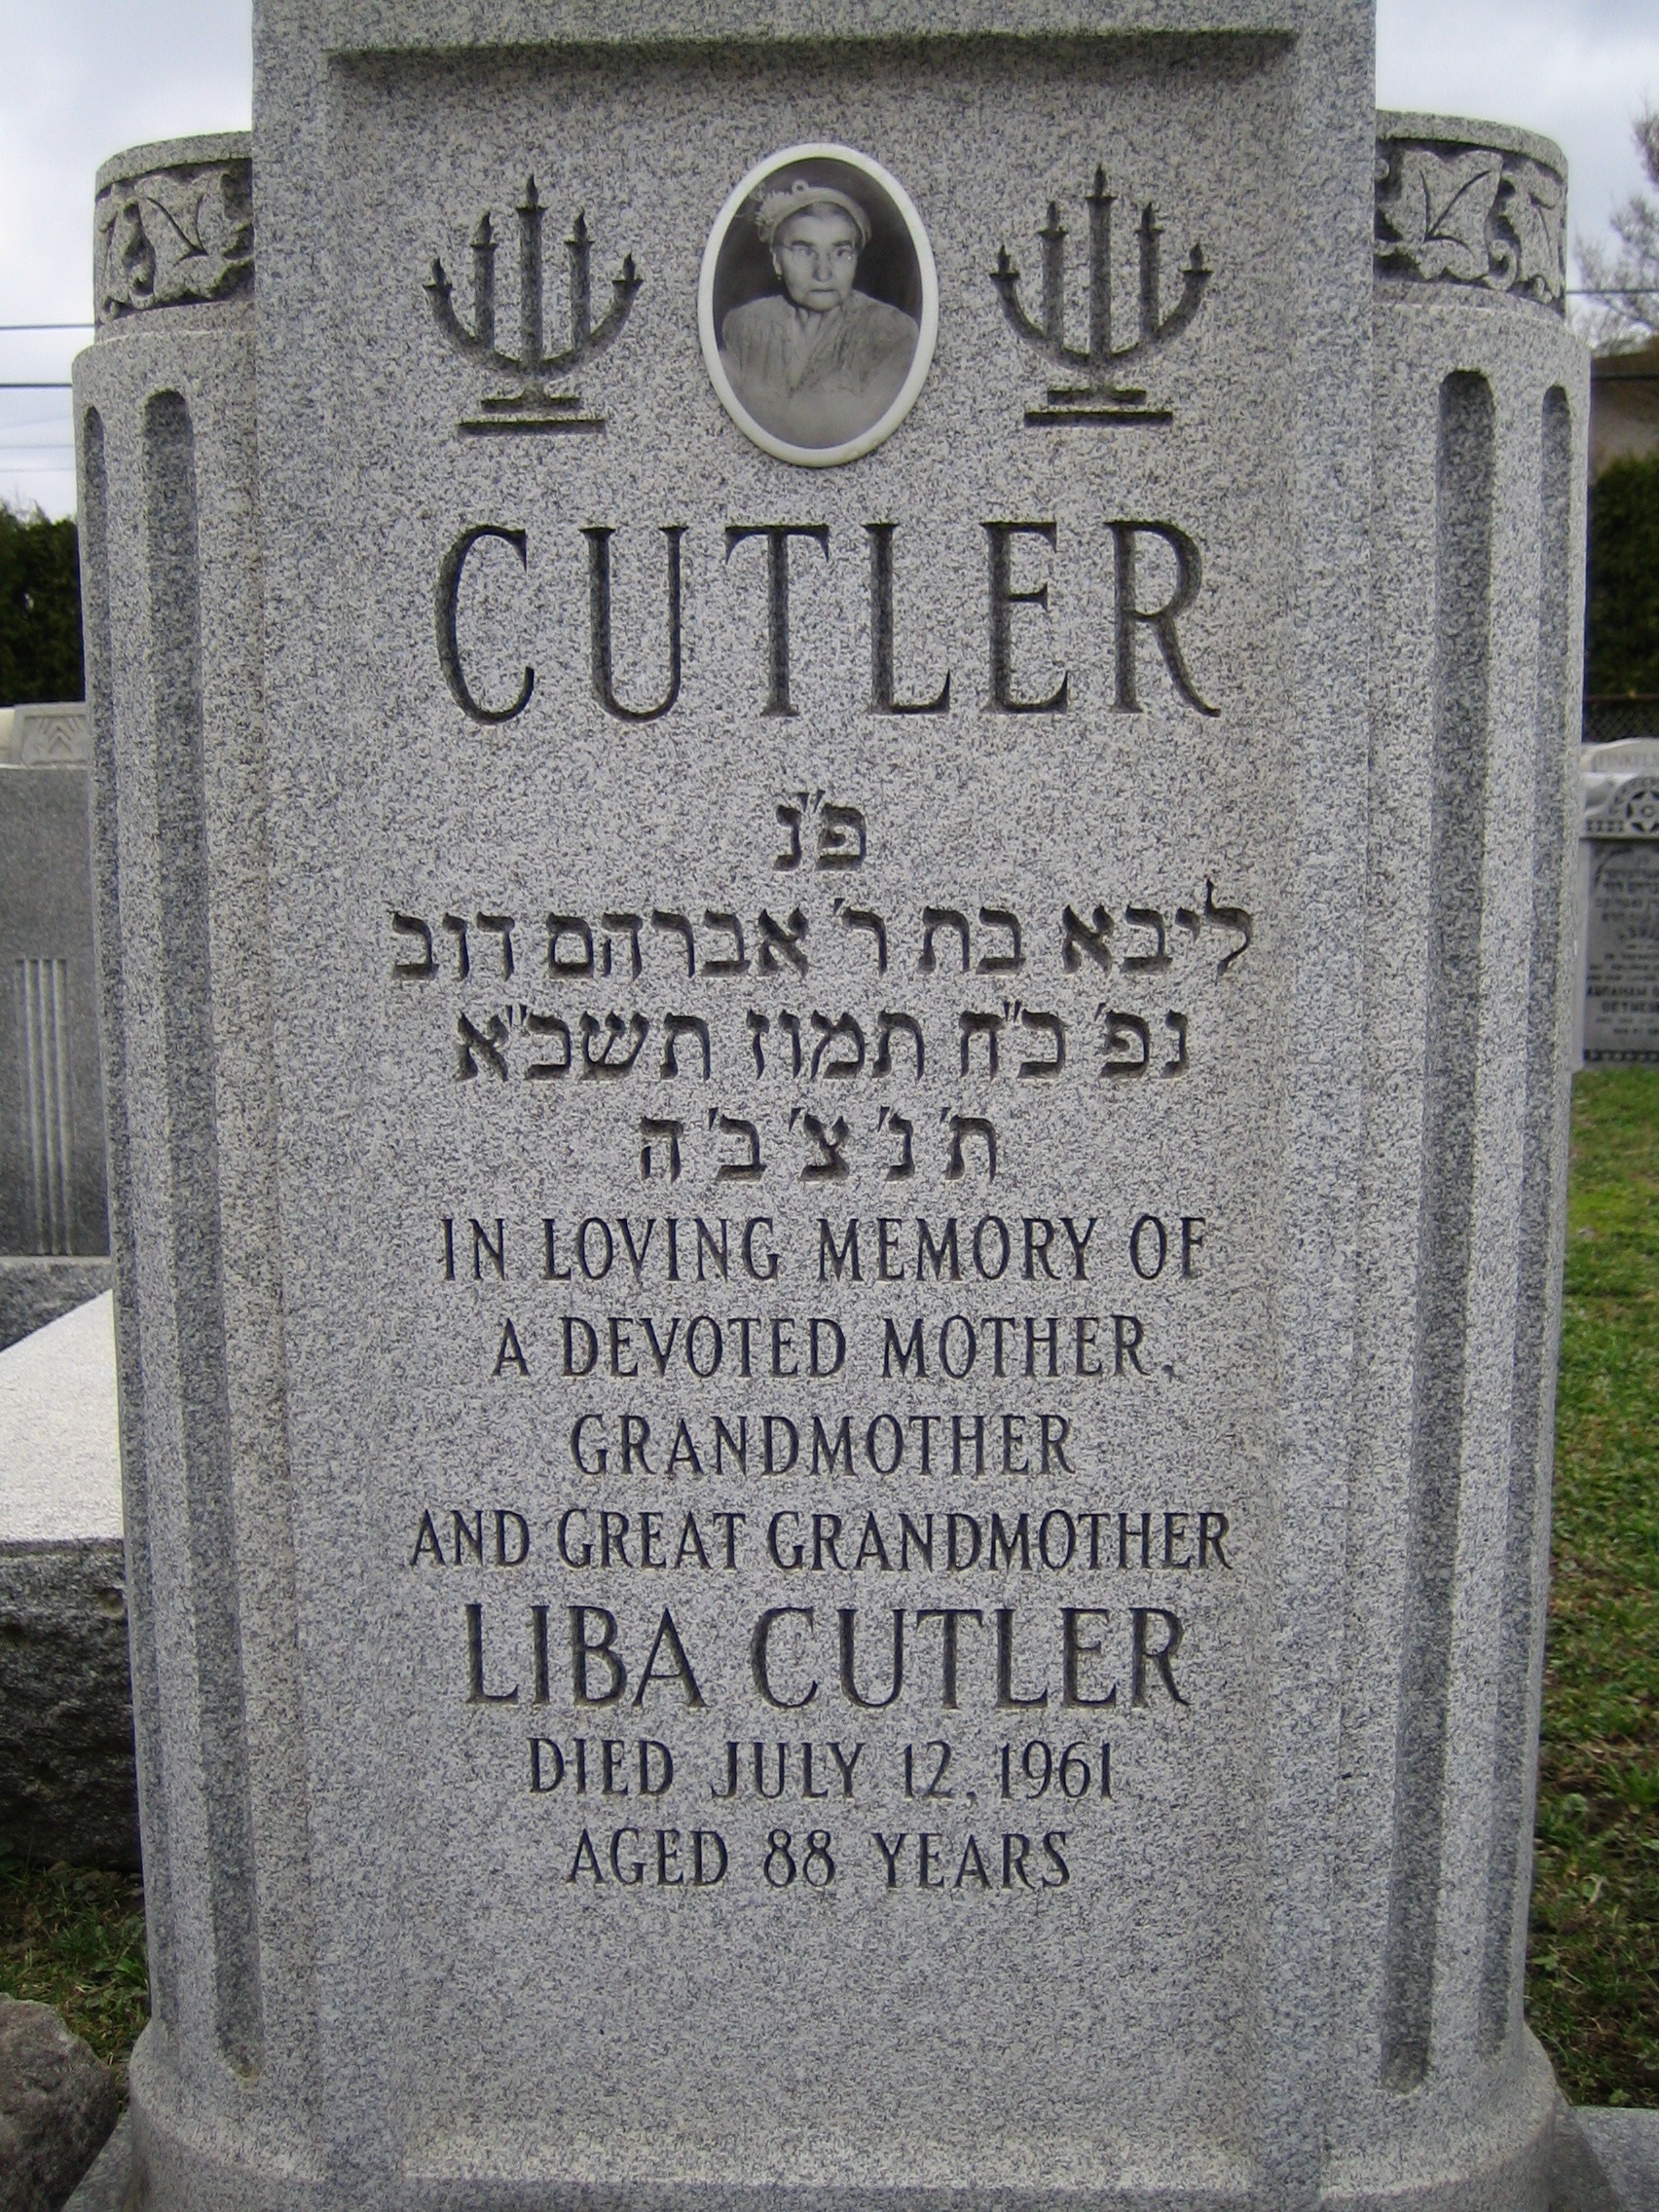 CUTLER
פ"נ
ליבא בת ר' אברהם דוב
נפ' כ"ח תמוז תשכ"א
ת' נ' צ' ב' ה
IN LOVING MEMORY OF
A DEVOTED MOTHER,
GRANDMOTHER
AND GREAT GRANDMOTHER
LIBA CUTLER
DIED JULY 12, 1961
AGED 88 YEARS